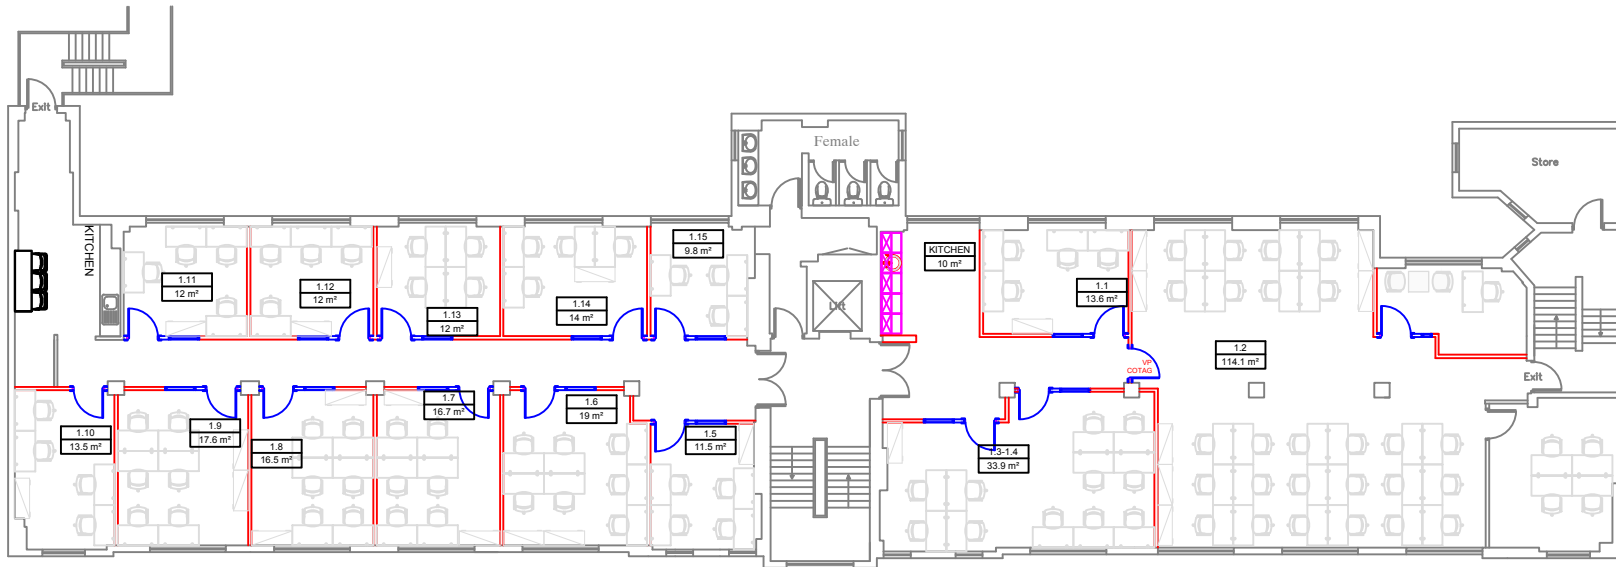 Exit
Female
Store
KITCHEN
1.15
9.8 m²
KITCHEN
10 m²
1.11
12 m²
1.12
12 m²
1.1
13.6 m²
1.14
14 m²
Lift
1.13
12 m²
1.2
114.1 m²
VP
COTAG
Exit
1.7
16.7 m²
1.6
19 m²
1.10
13.5 m²
1.9
17.6 m²
1.5
11.5 m²
1.8
16.5 m²
1.3-1.4
33.9 m²